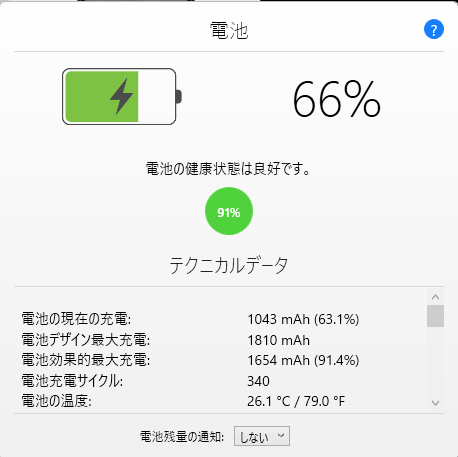 電池
?
66%
電池の健康状態は良好です。
91%
テクニカルデータ
電池の現在の充電: 1043 mAh (63.1%)
電池デザイン最大充電: 1810 mAh
電池効果的最大充電: 1654 mAh (91.4%)
電池充電サイクル: 340
電池の温度: 26.1 °C / 79.0 °F
電池残量の通知: しない